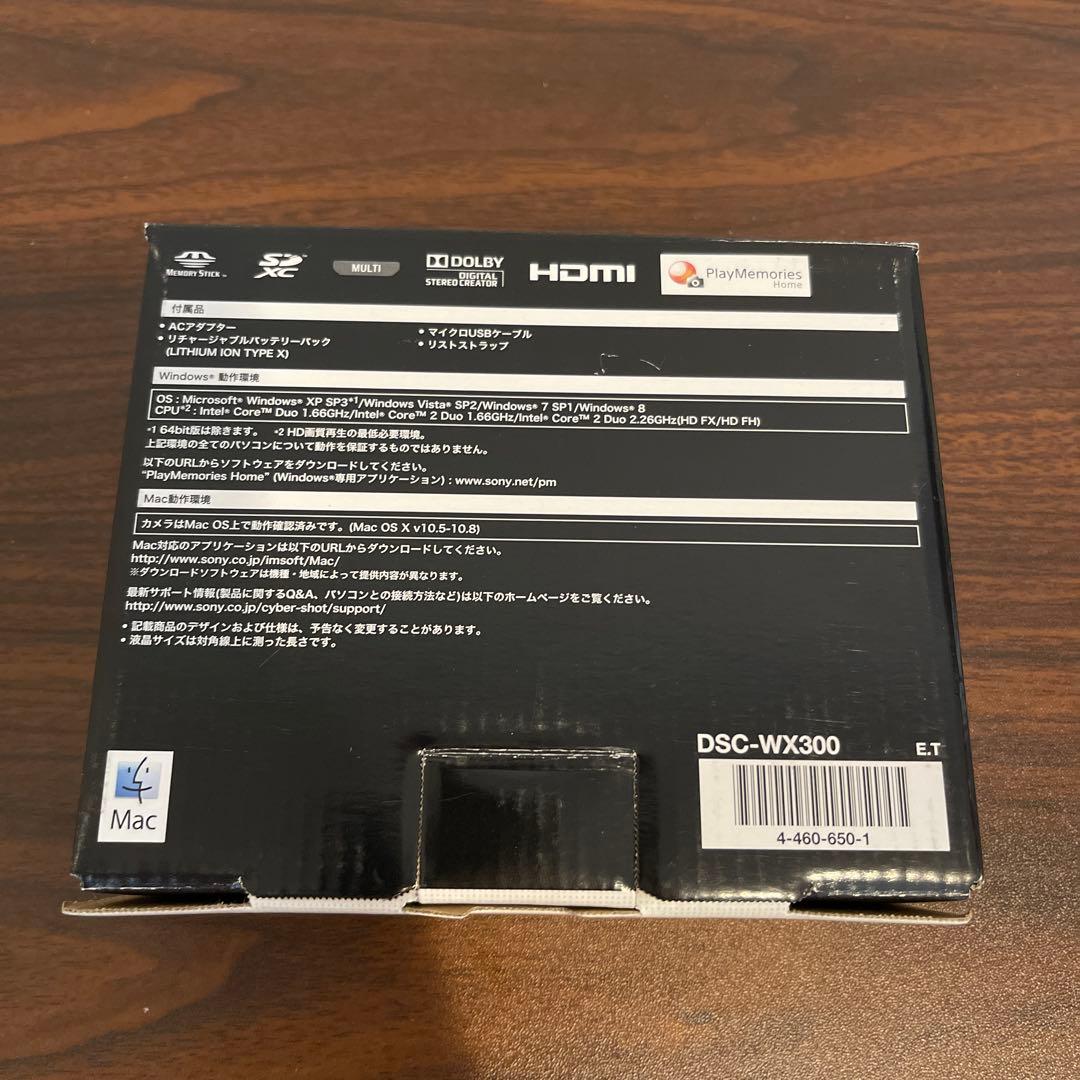 MEMORY STICK™
SD XC
MULTI
DOLBY
DIGITAL
STEREO CREATOR
HDMI
PlayMemories
Home
付属品
• ACアダプター
• リチャージャブルバッテリーパック
(LITHIUM ION TYPE X)
• マイクロUSBケーブル
• リストストラップ
Windows® 動作環境
OS : Microsoft® Windows® XP SP3*1/Windows Vista® SP2/Windows® 7 SP1/Windows® 8
CPU*2 : Intel® Core™ Duo 1.66GHz/Intel® Core™ 2 Duo 1.66GHz/Intel® Core™ 2 Duo 2.26GHz(HD FX/HD FH)
*1 64bit版は除きます。 *2 HD画質再生の最低必要環境。
上記環境の全てのパソコンについて動作を保証するものではありません。
以下のURLからソフトウェアをダウンロードしてください。
“PlayMemories Home” (Windows®専用アプリケーション) : www.sony.net/pm
Mac動作環境
カメラはMac OS上で動作確認済みです。(Mac OS X v10.5-10.8)
Mac対応のアプリケーションは以下のURLからダウンロードしてください。
http://www.sony.co.jp/imsoft/Mac/
※ダウンロードソフトウェアは機種・地域によって提供内容が異なります。
最新サポート情報(製品に関するQ&A、パソコンとの接続方法など)は以下のホームページをご覧ください。
http://www.sony.co.jp/cyber-shot/support/
• 記載商品のデザインおよび仕様は、予告なく変更することがあります。
• 液晶サイズは対角線上に測った長さです。
Mac
DSC-WX300
E.T
4-460-650-1